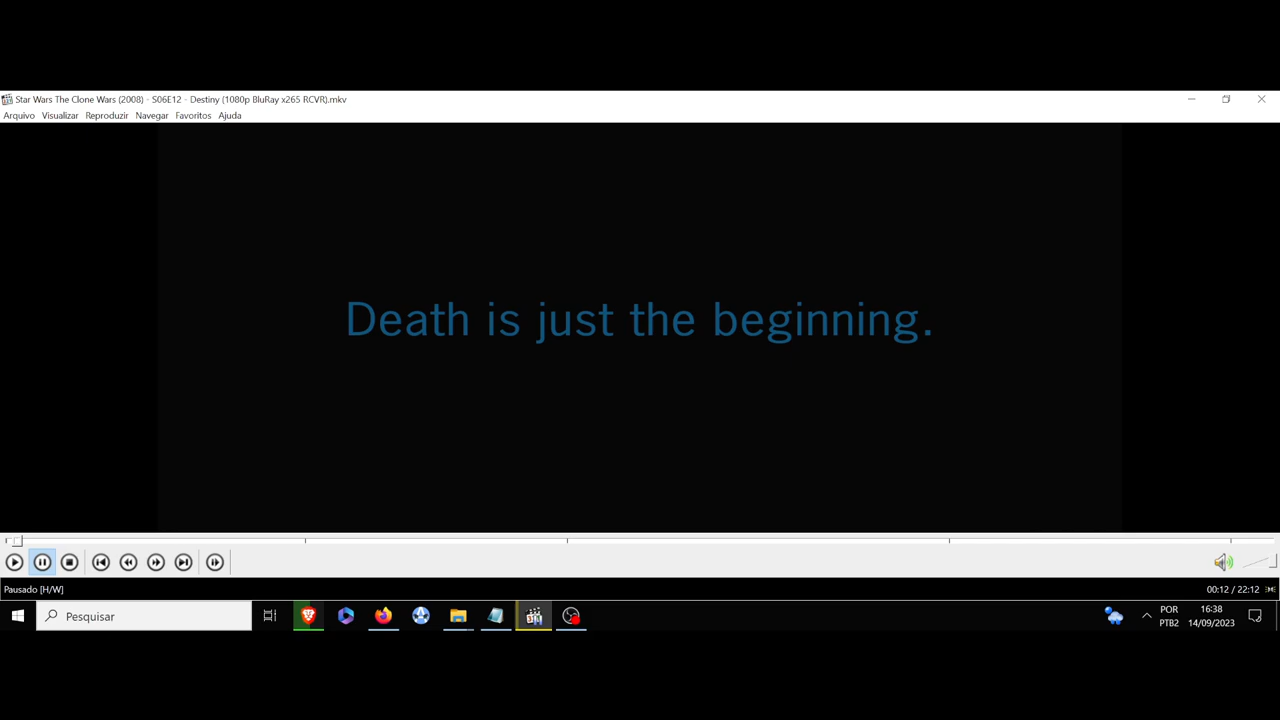 Star Wars The Clone Wars (2008) - S06E12 - Destiny (1080p BluRay x265 RCVR).mkv
Arquivo Visualizar Reproduzir Navegar Favoritos Ajuda
Death is just the beginning.
Pausado [H/W]
00:12 / 22:12
Pesquisar
POR
PTB2
16:38
14/09/2023